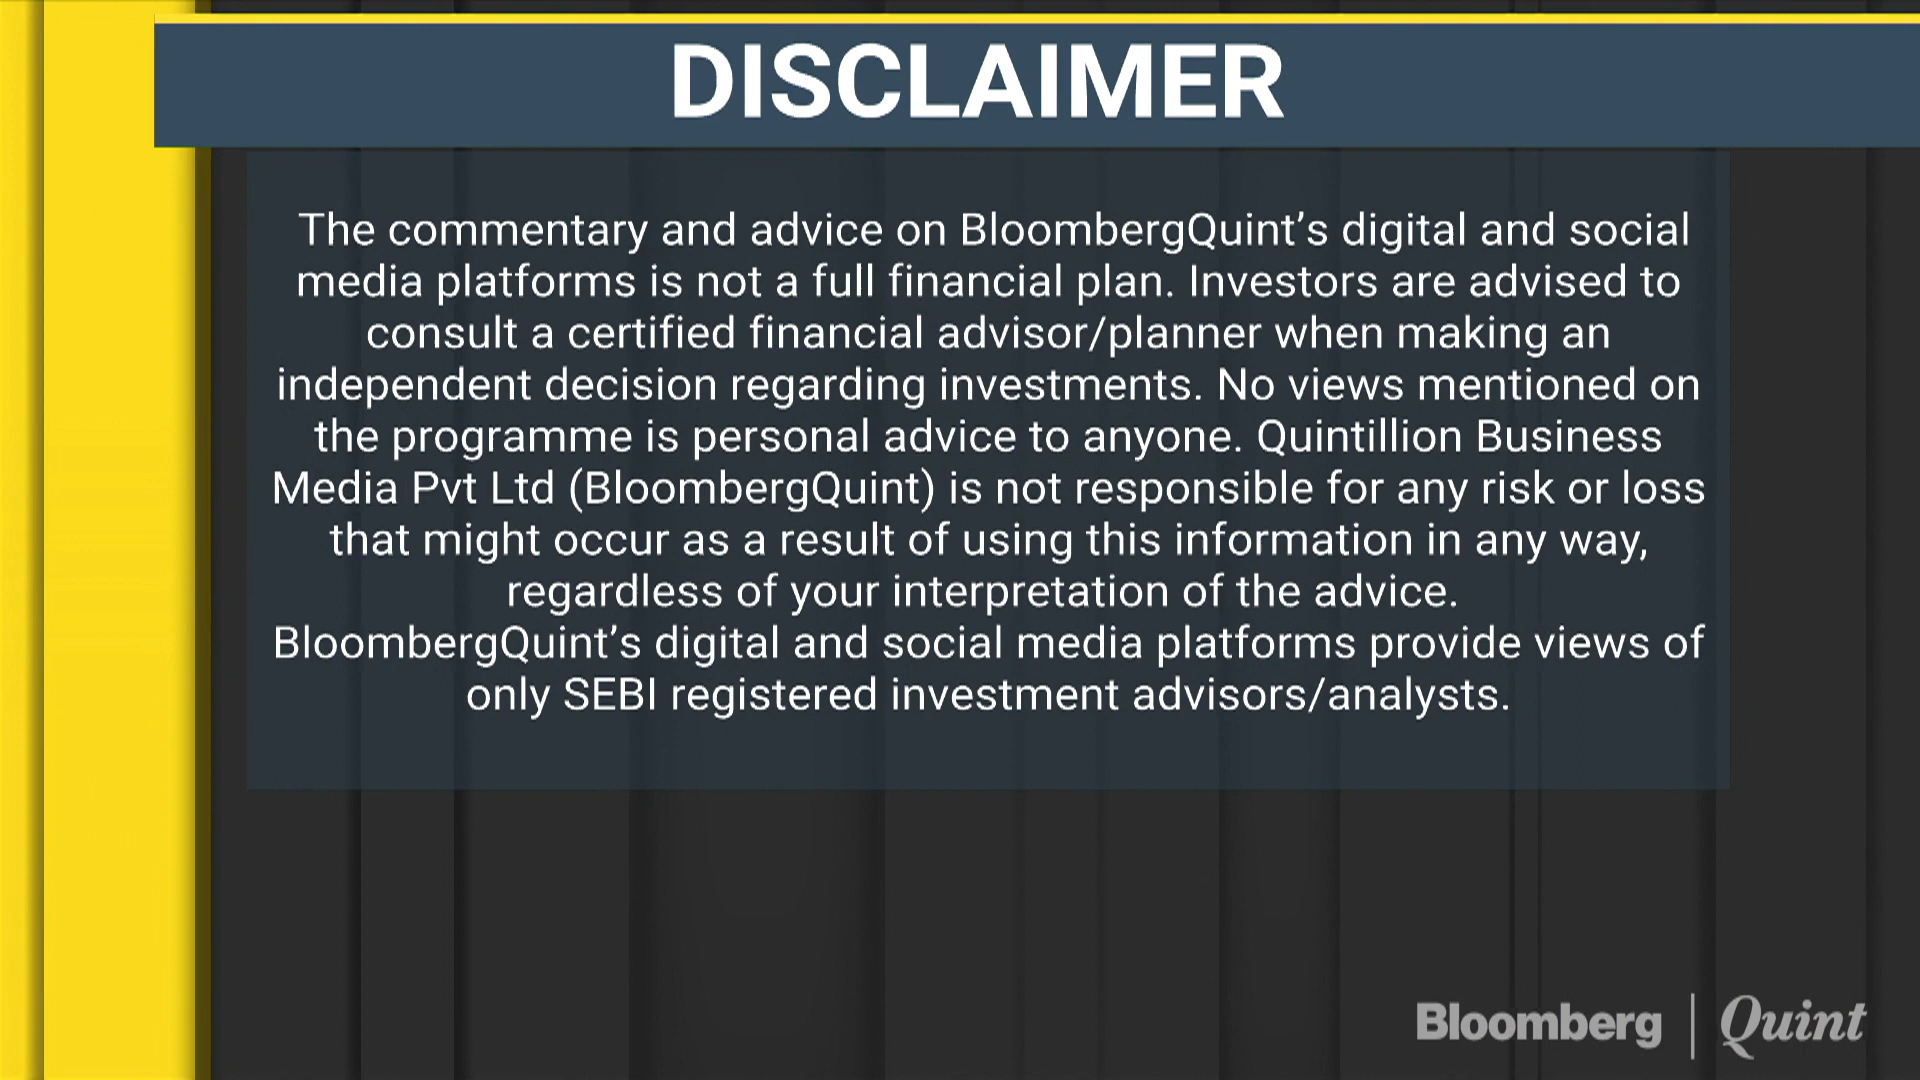 DISCLAIMER
The commentary and advice on BloombergQuint’s digital and social
media platforms is not a full financial plan. Investors are advised to
consult a certified financial advisor/planner when making an
independent decision regarding investments. No views mentioned on
the programme is personal advice to anyone. Quintillion Business
Media Pvt Ltd (BloombergQuint) is not responsible for any risk or loss
that might occur as a result of using this information in any way,
regardless of your interpretation of the advice.
BloombergQuint’s digital and social media platforms provide views of
only SEBI registered investment advisors/analysts.
Bloomberg | Quint